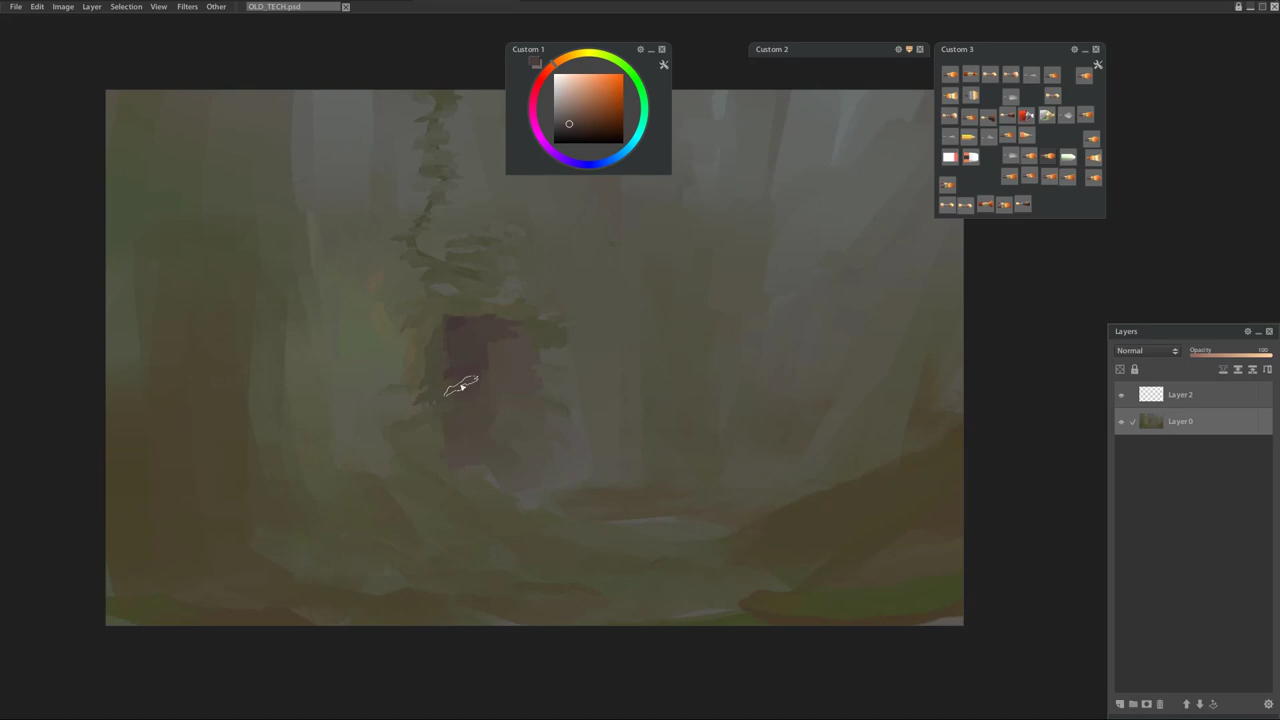 File Edit Image Layer Selection View Filters Other OLD_TECH.psd
Custom 1
Custom 2
Custom 3
Layers
Normal
Opacity 100
Layer 2
Layer 0